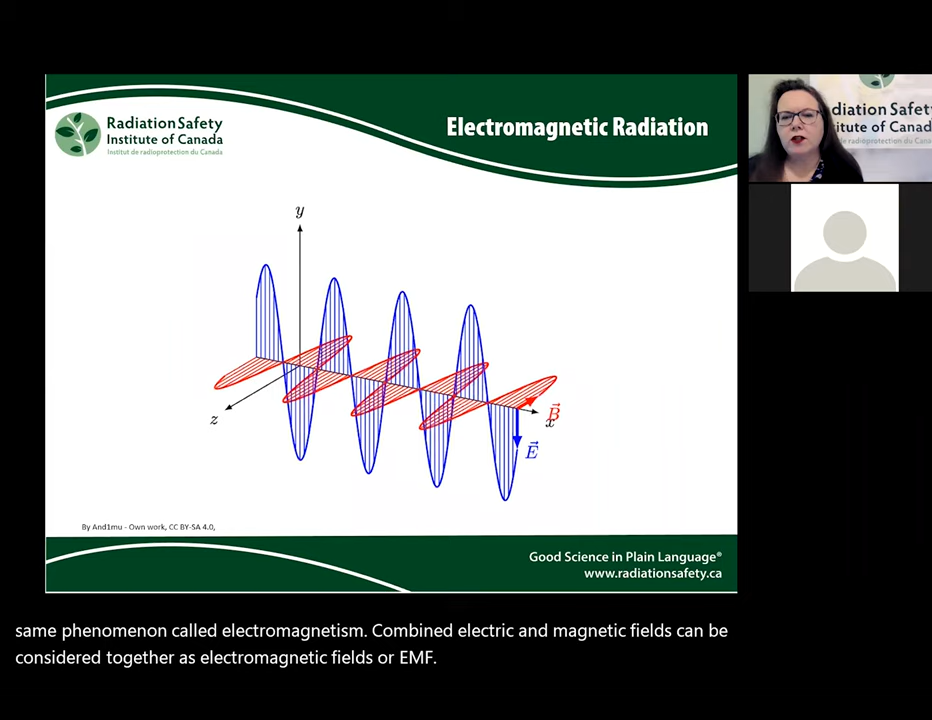 Radiation Safety
Institute of Canada
Institut de radioprotection du Canada
Electromagnetic Radiation
y
z
x
B
E
By And1mu - Own work, CC BY-SA 4.0,
Good Science in Plain Language®
www.radiationsafety.ca
diation Safety
itute of Canada
de radioprotection du Canada
same phenomenon called electromagnetism. Combined electric and magnetic fields can be
considered together as electromagnetic fields or EMF.